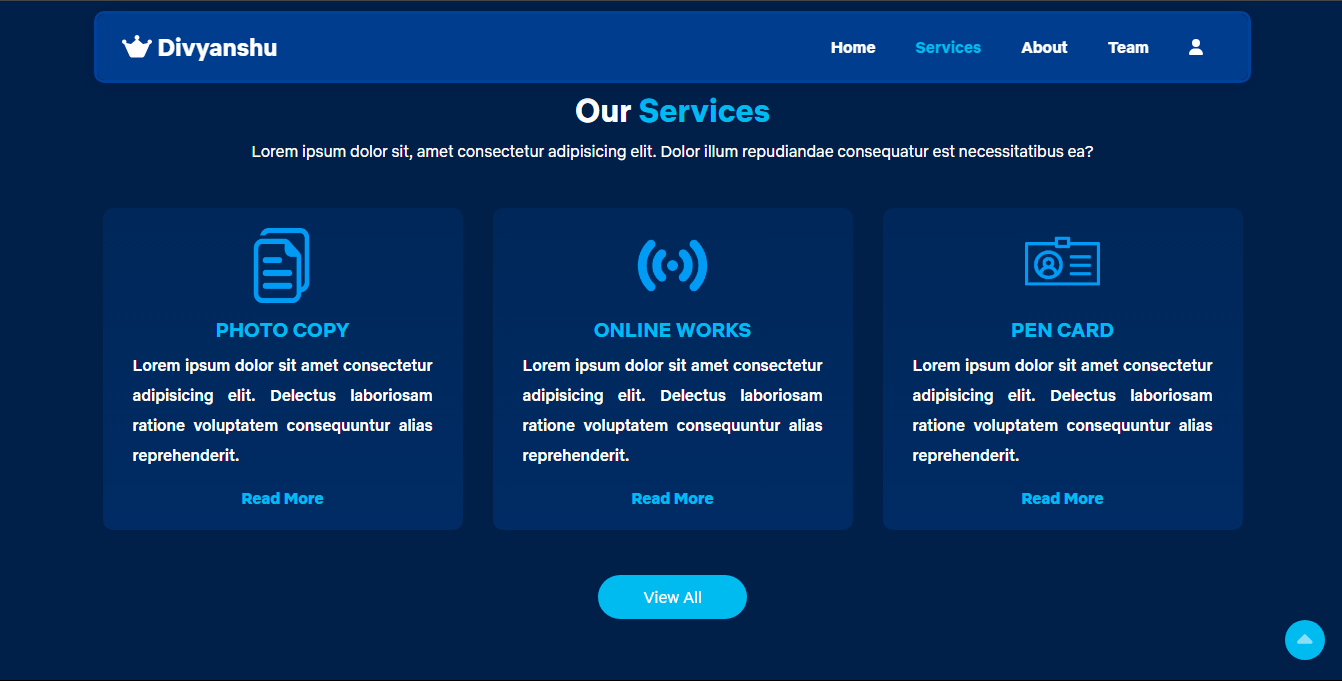 Divyanshu
Home Services About Team
Our Services
Lorem ipsum dolor sit, amet consectetur adipisicing elit. Dolor illum repudiandae consequatur est necessitatibus ea?
PHOTO COPY
Lorem ipsum dolor sit amet consectetur
adipisicing elit. Delectus laboriosam
ratione voluptatem consequuntur alias
reprehenderit.
Read More
ONLINE WORKS
Lorem ipsum dolor sit amet consectetur
adipisicing elit. Delectus laboriosam
ratione voluptatem consequuntur alias
reprehenderit.
Read More
PEN CARD
Lorem ipsum dolor sit amet consectetur
adipisicing elit. Delectus laboriosam
ratione voluptatem consequuntur alias
reprehenderit.
Read More
View All